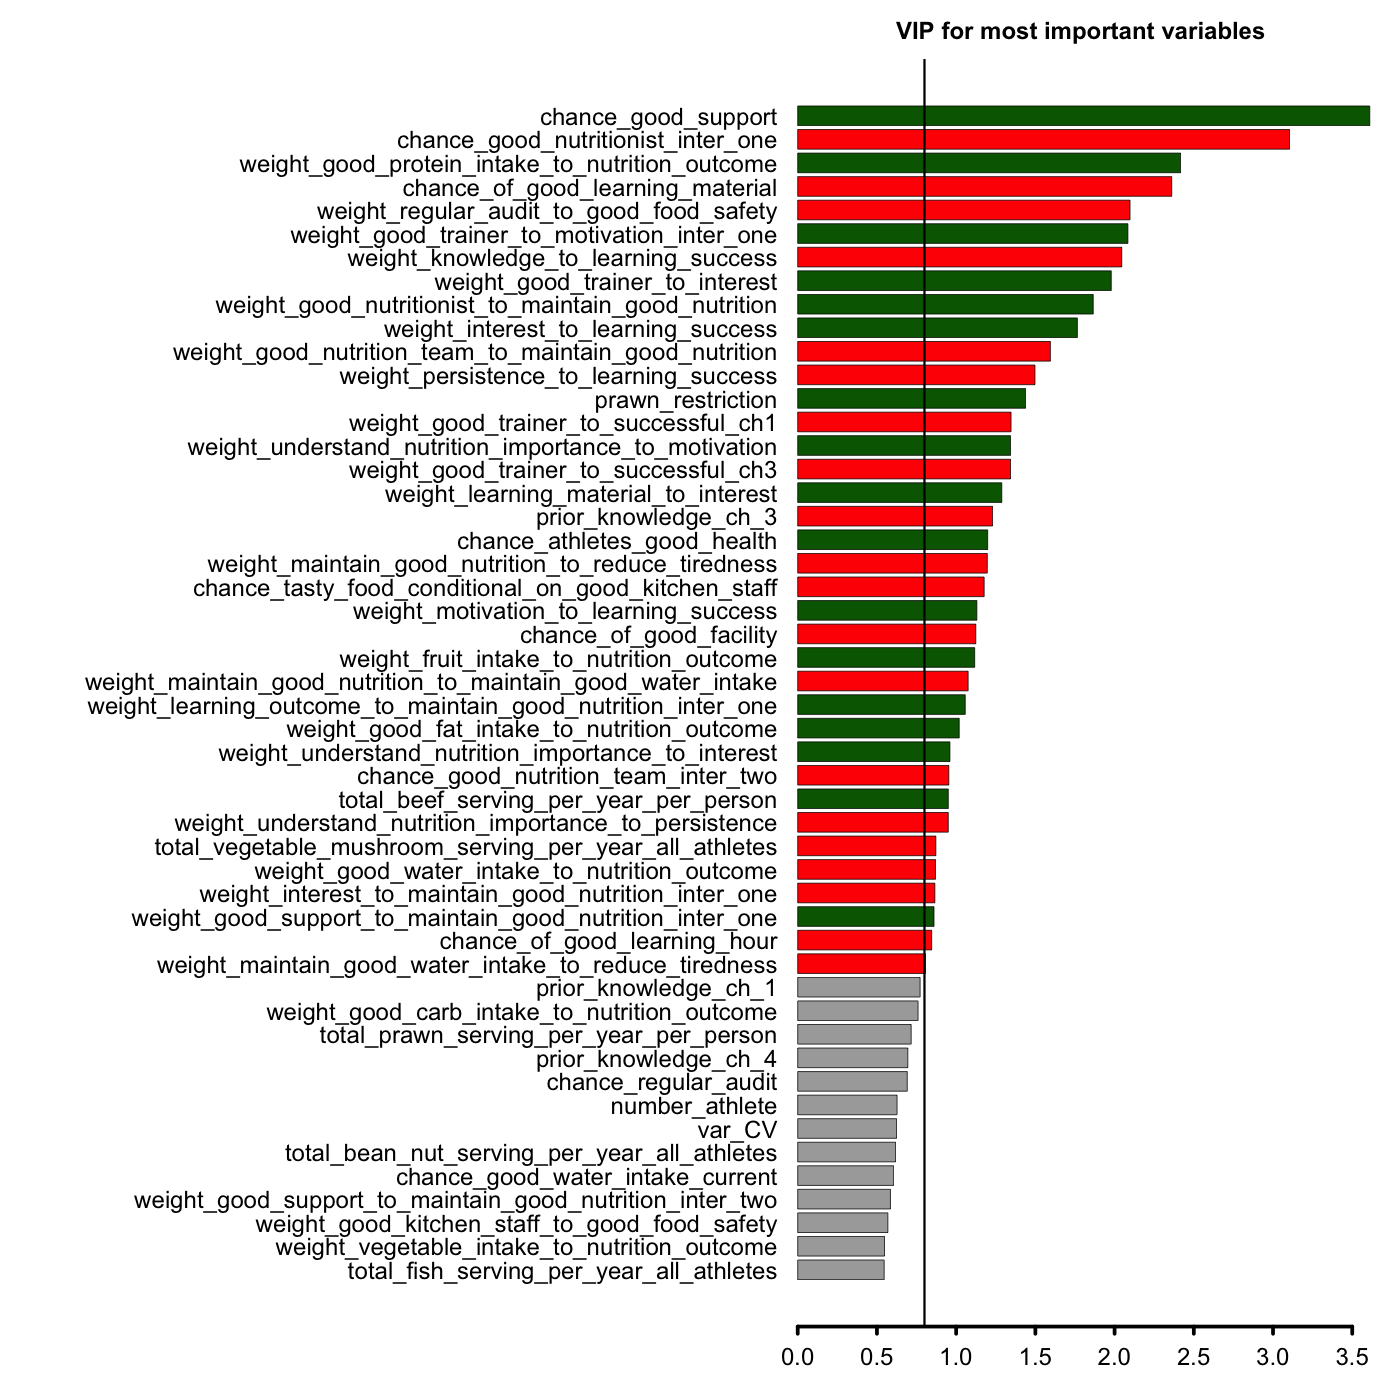 VIP for most important variables
chance_good_support
chance_good_nutritionist_inter_one
weight_good_protein_intake_to_nutrition_outcome
chance_of_good_learning_material
weight_regular_audit_to_good_food_safety
weight_good_trainer_to_motivation_inter_one
weight_knowledge_to_learning_success
weight_good_trainer_to_interest
weight_good_nutritionist_to_maintain_good_nutrition
weight_interest_to_learning_success
weight_good_nutrition_team_to_maintain_good_nutrition
weight_persistence_to_learning_success
prawn_restriction
weight_good_trainer_to_successful_ch1
weight_understand_nutrition_importance_to_motivation
weight_good_trainer_to_successful_ch3
weight_learning_material_to_interest
prior_knowledge_ch_3
chance_athletes_good_health
weight_maintain_good_nutrition_to_reduce_tiredness
chance_tasty_food_conditional_on_good_kitchen_staff
weight_motivation_to_learning_success
chance_of_good_facility
weight_fruit_intake_to_nutrition_outcome
weight_maintain_good_nutrition_to_maintain_good_water_intake
weight_learning_outcome_to_maintain_good_nutrition_inter_one
weight_good_fat_intake_to_nutrition_outcome
weight_understand_nutrition_importance_to_interest
chance_good_nutrition_team_inter_two
total_beef_serving_per_year_per_person
weight_understand_nutrition_importance_to_persistence
total_vegetable_mushroom_serving_per_year_all_athletes
weight_good_water_intake_to_nutrition_outcome
weight_interest_to_maintain_good_nutrition_inter_one
weight_good_support_to_maintain_good_nutrition_inter_one
chance_of_good_learning_hour
weight_maintain_good_water_intake_to_reduce_tiredness
prior_knowledge_ch_1
weight_good_carb_intake_to_nutrition_outcome
total_prawn_serving_per_year_per_person
prior_knowledge_ch_4
chance_regular_audit
number_athlete
var_CV
total_bean_nut_serving_per_year_all_athletes
chance_good_water_intake_current
weight_good_support_to_maintain_good_nutrition_inter_two
weight_good_kitchen_staff_to_good_food_safety
weight_vegetable_intake_to_nutrition_outcome
total_fish_serving_per_year_all_athletes
0.0 0.5 1.0 1.5 2.0 2.5 3.0 3.5